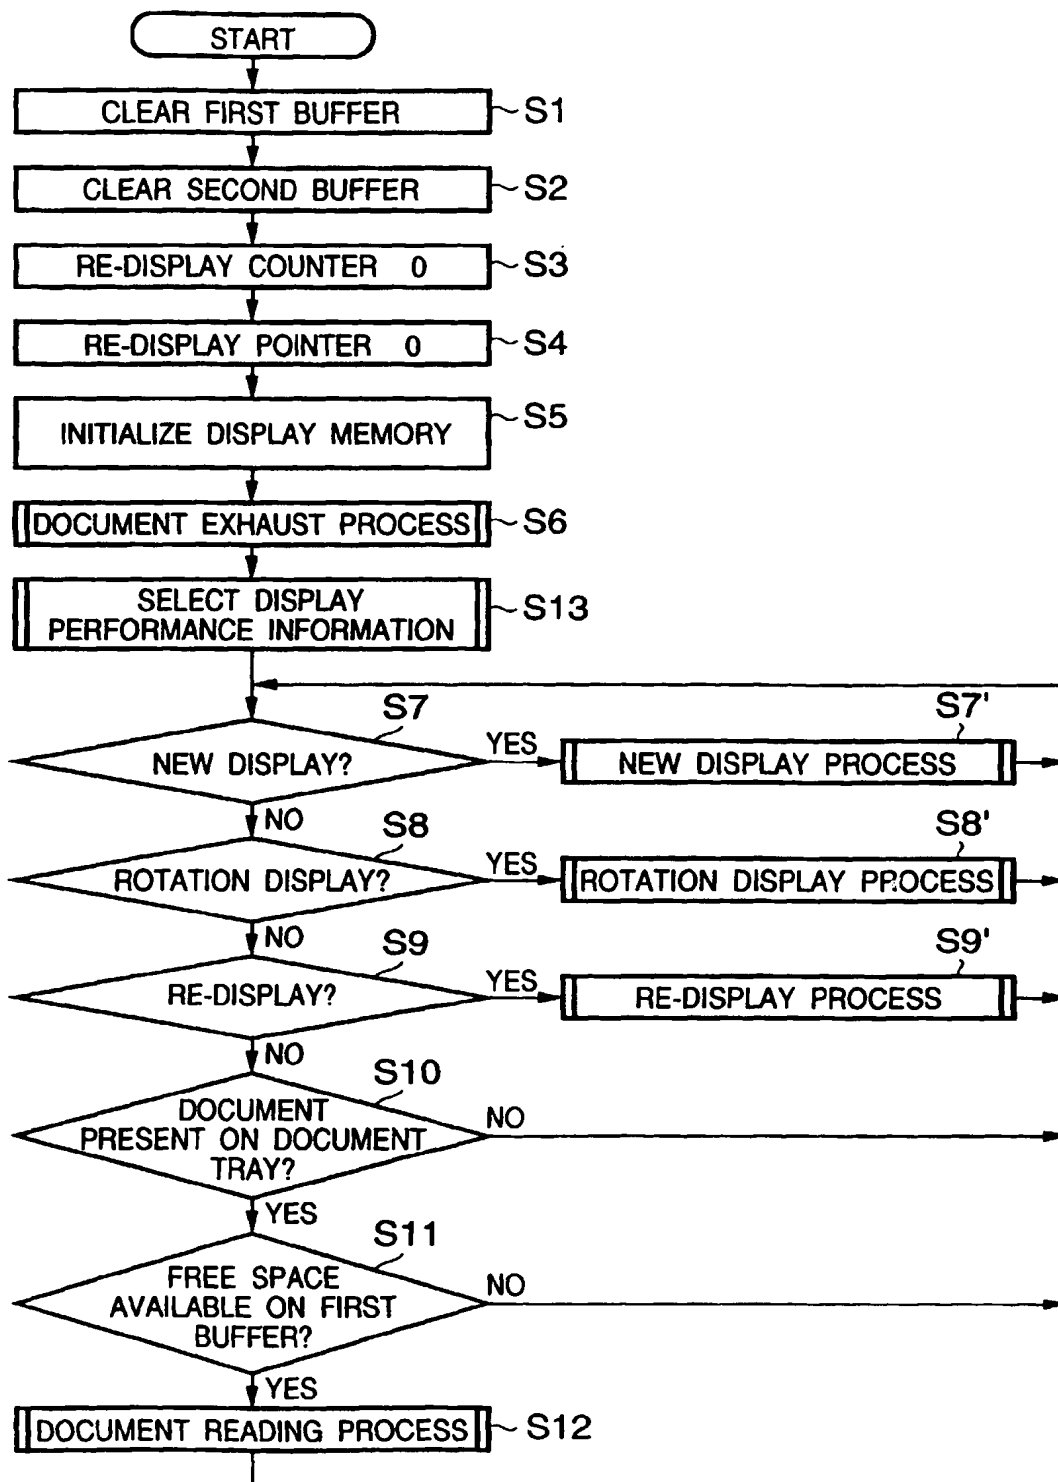 START
CLEAR FIRST BUFFER
S1
CLEAR SECOND BUFFER
S2
RE-DISPLAY COUNTER 0
S3
RE-DISPLAY POINTER 0
S4
INITIALIZE DISPLAY MEMORY
S5
DOCUMENT EXHAUST PROCESS
S6
SELECT DISPLAY
PERFORMANCE INFORMATION
S13
S7
NEW DISPLAY?
YES
S7'
NEW DISPLAY PROCESS
NO
S8
ROTATION DISPLAY?
YES
S8'
ROTATION DISPLAY PROCESS
NO
S9
RE-DISPLAY?
YES
S9'
RE-DISPLAY PROCESS
NO
S10
DOCUMENT
PRESENT ON DOCUMENT
TRAY?
NO
YES
S11
FREE SPACE
AVAILABLE ON FIRST
BUFFER?
NO
YES
DOCUMENT READING PROCESS
S12